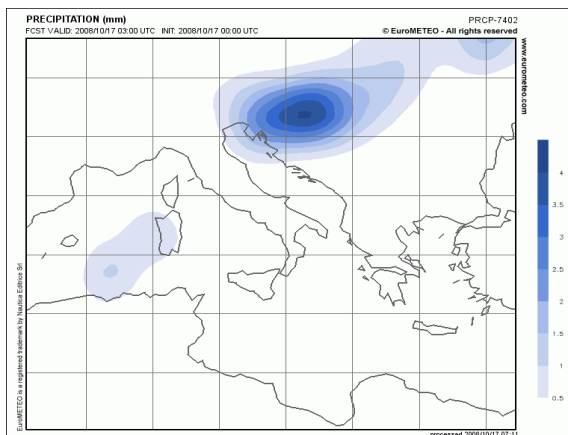 PRECIPITATION (mm)
PRCP-7402
FCST VALID: 2008/10/17 03:00 UTC INIT: 2008/10/17 00:00 UTC
© EuroMETEO - All rights reserved
www.eurometeo.com
4
3.5
3
2.5
2
1.5
1
0.5
EuroMETEO is a registered trademark by Nautica Editrice Srl
processed 2008/10/17 07:11